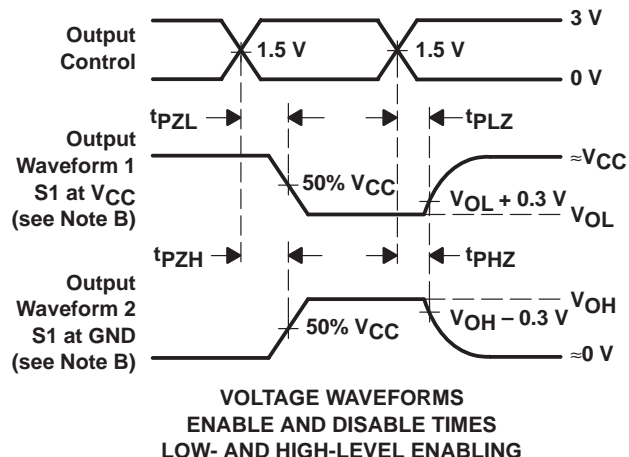 3 V
Output
Control
1.5 V
1.5 V
0 V
tPZL
tPLZ
Output
Waveform 1
S1 at VCC
(see Note B)
50% VCC
≈VCC
VOL + 0.3 V
VOL
tPZH
tPHZ
Output
Waveform 2
S1 at GND
(see Note B)
50% VCC
VOH
VOH – 0.3 V
≈0 V
VOLTAGE WAVEFORMS
ENABLE AND DISABLE TIMES
LOW- AND HIGH-LEVEL ENABLING